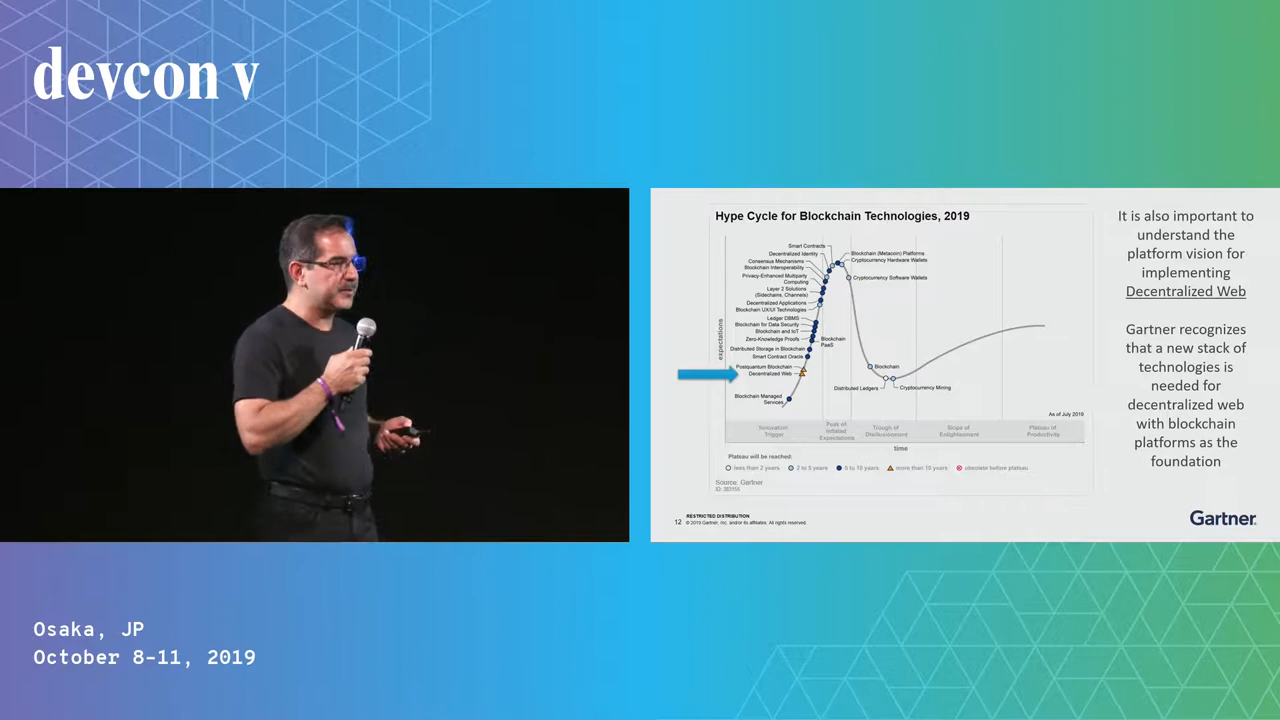 devcon v
Hype Cycle for Blockchain Technologies, 2019
expectations
Smart Contracts
Decentralized Identity
Consensus Mechanisms
Blockchain Interoperability
Privacy-Enhanced Multiparty
Computing
Layer 2 Solutions
(Sidechains, Channels)
Decentralized Applications
Blockchain UX/UI Technologies
Ledger DBMS
Blockchain for Data Security
Blockchain and IoT
Zero-Knowledge Proofs
Distributed Storage in Blockchain
Smart Contract Oracle
Postquantum Blockchain
Decentralized Web
Blockchain Managed
Services
Blockchain
PaaS
Blockchain (Metacoin) Platforms
Cryptocurrency Hardware Wallets
Cryptocurrency Software Wallets
Blockchain
Distributed Ledgers
Cryptocurrency Mining
As of July 2019
Innovation
Trigger
Peak of
Inflated
Expectations
Trough of
Disillusionment
Slope of
Enlightenment
Plateau of
Productivity
time
Plateau will be reached:
less than 2 years
2 to 5 years
5 to 10 years
more than 10 years
obsolete before plateau
Source: Gartner
ID: 383155
12
RESTRICTED DISTRIBUTION
© 2019 Gartner, Inc. and/or its affiliates. All rights reserved.
It is also important to
understand the
platform vision for
implementing
Decentralized Web
Gartner recognizes
that a new stack of
technologies is
needed for
decentralized web
with blockchain
platforms as the
foundation
Gartner
Osaka, JP
October 8-11, 2019